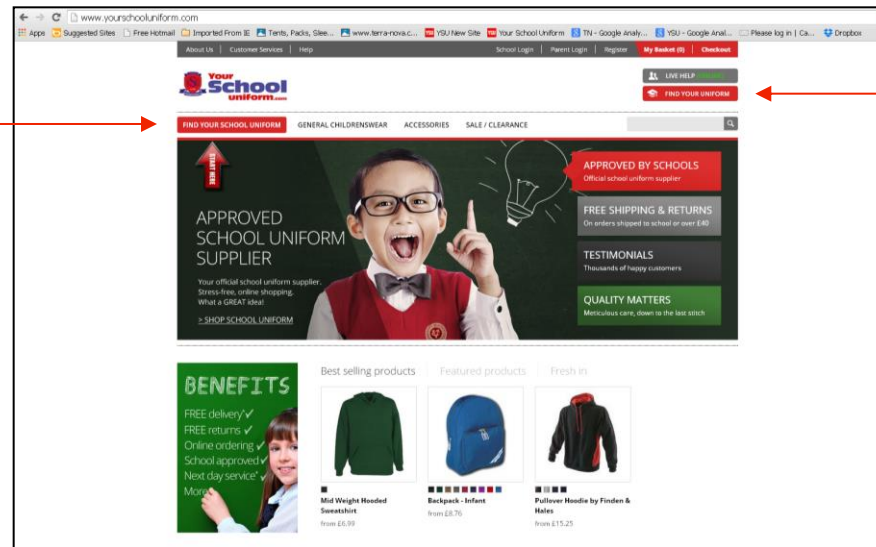 www.yourschooluniform.com
Apps Suggested Sites Free Hotmail Imported From IE Tents, Packs, Slee... www.terra-nova.c... YSU New Site Your School Uniform TN - Google Analy... YSU - Google Anal... Please log in | Ca... Dropbox
About Us | Customer Services | Help School Login | Parent Login | Register My Basket (0) | Checkout
Your
School
uniform.com
LIVE HELP
FIND YOUR UNIFORM
FIND YOUR SCHOOL UNIFORM GENERAL CHILDRENSWEAR ACCESSORIES SALE / CLEARANCE
START HERE
APPROVED
SCHOOL UNIFORM
SUPPLIER
Your official school uniform supplier.
Stress-free, online shopping.
What a GREAT idea!
> SHOP SCHOOL UNIFORM
APPROVED BY SCHOOLS
Official school uniform supplier
FREE SHIPPING & RETURNS
On orders shipped to school or over £40
TESTIMONIALS
Thousands of happy customers
QUALITY MATTERS
Meticulous care, down to the last stitch
BENEFITS
FREE delivery*✓
FREE returns ✓
Online ordering ✓
School approved ✓
Next day service* ✓
More
Best selling products Featured products Fresh in
Mid Weight Hooded
Sweatshirt
from £6.99
Backpack - Infant
from £8.76
Pullover Hoodie by Finden &
Hales
from £15.25